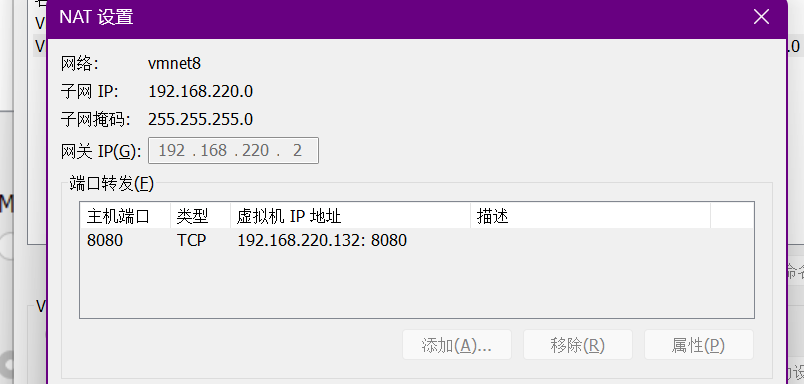 NAT 设置
网络: vmnet8
子网 IP: 192.168.220.0
子网掩码: 255.255.255.0
网关 IP(G): 192 . 168 . 220 . 2
端口转发(F)
主机端口 类型 虚拟机 IP 地址 描述
8080 TCP 192.168.220.132: 8080
添加(A)... 移除(R) 属性(P)